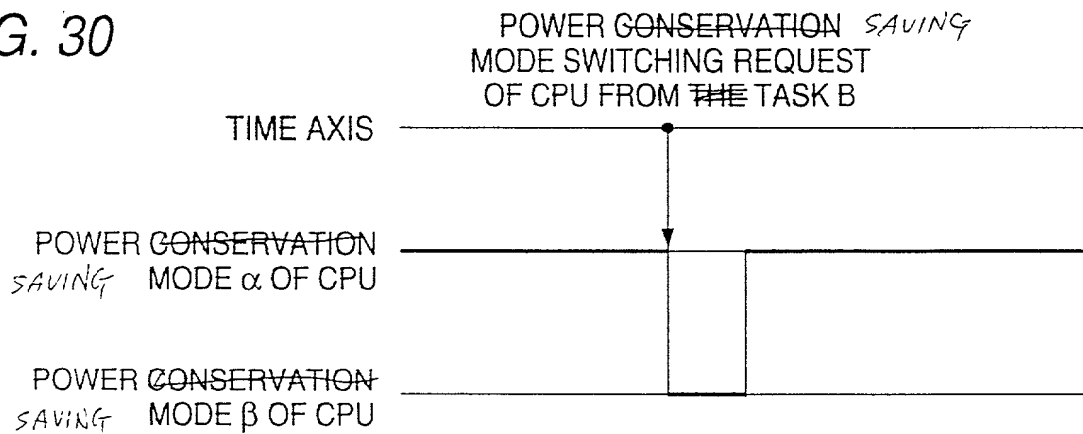 G. 30
POWER CONSERVATION SAVING
MODE SWITCHING REQUEST
OF CPU FROM THE TASK B
TIME AXIS
POWER CONSERVATION
SAVING MODE α OF CPU
POWER CONSERVATION
SAVING MODE β OF CPU